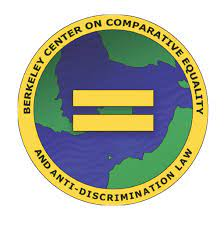 BERKELEY CENTER ON COMPARATIVE EQUALITY
AND ANTI-DISCRIMINATION LAW